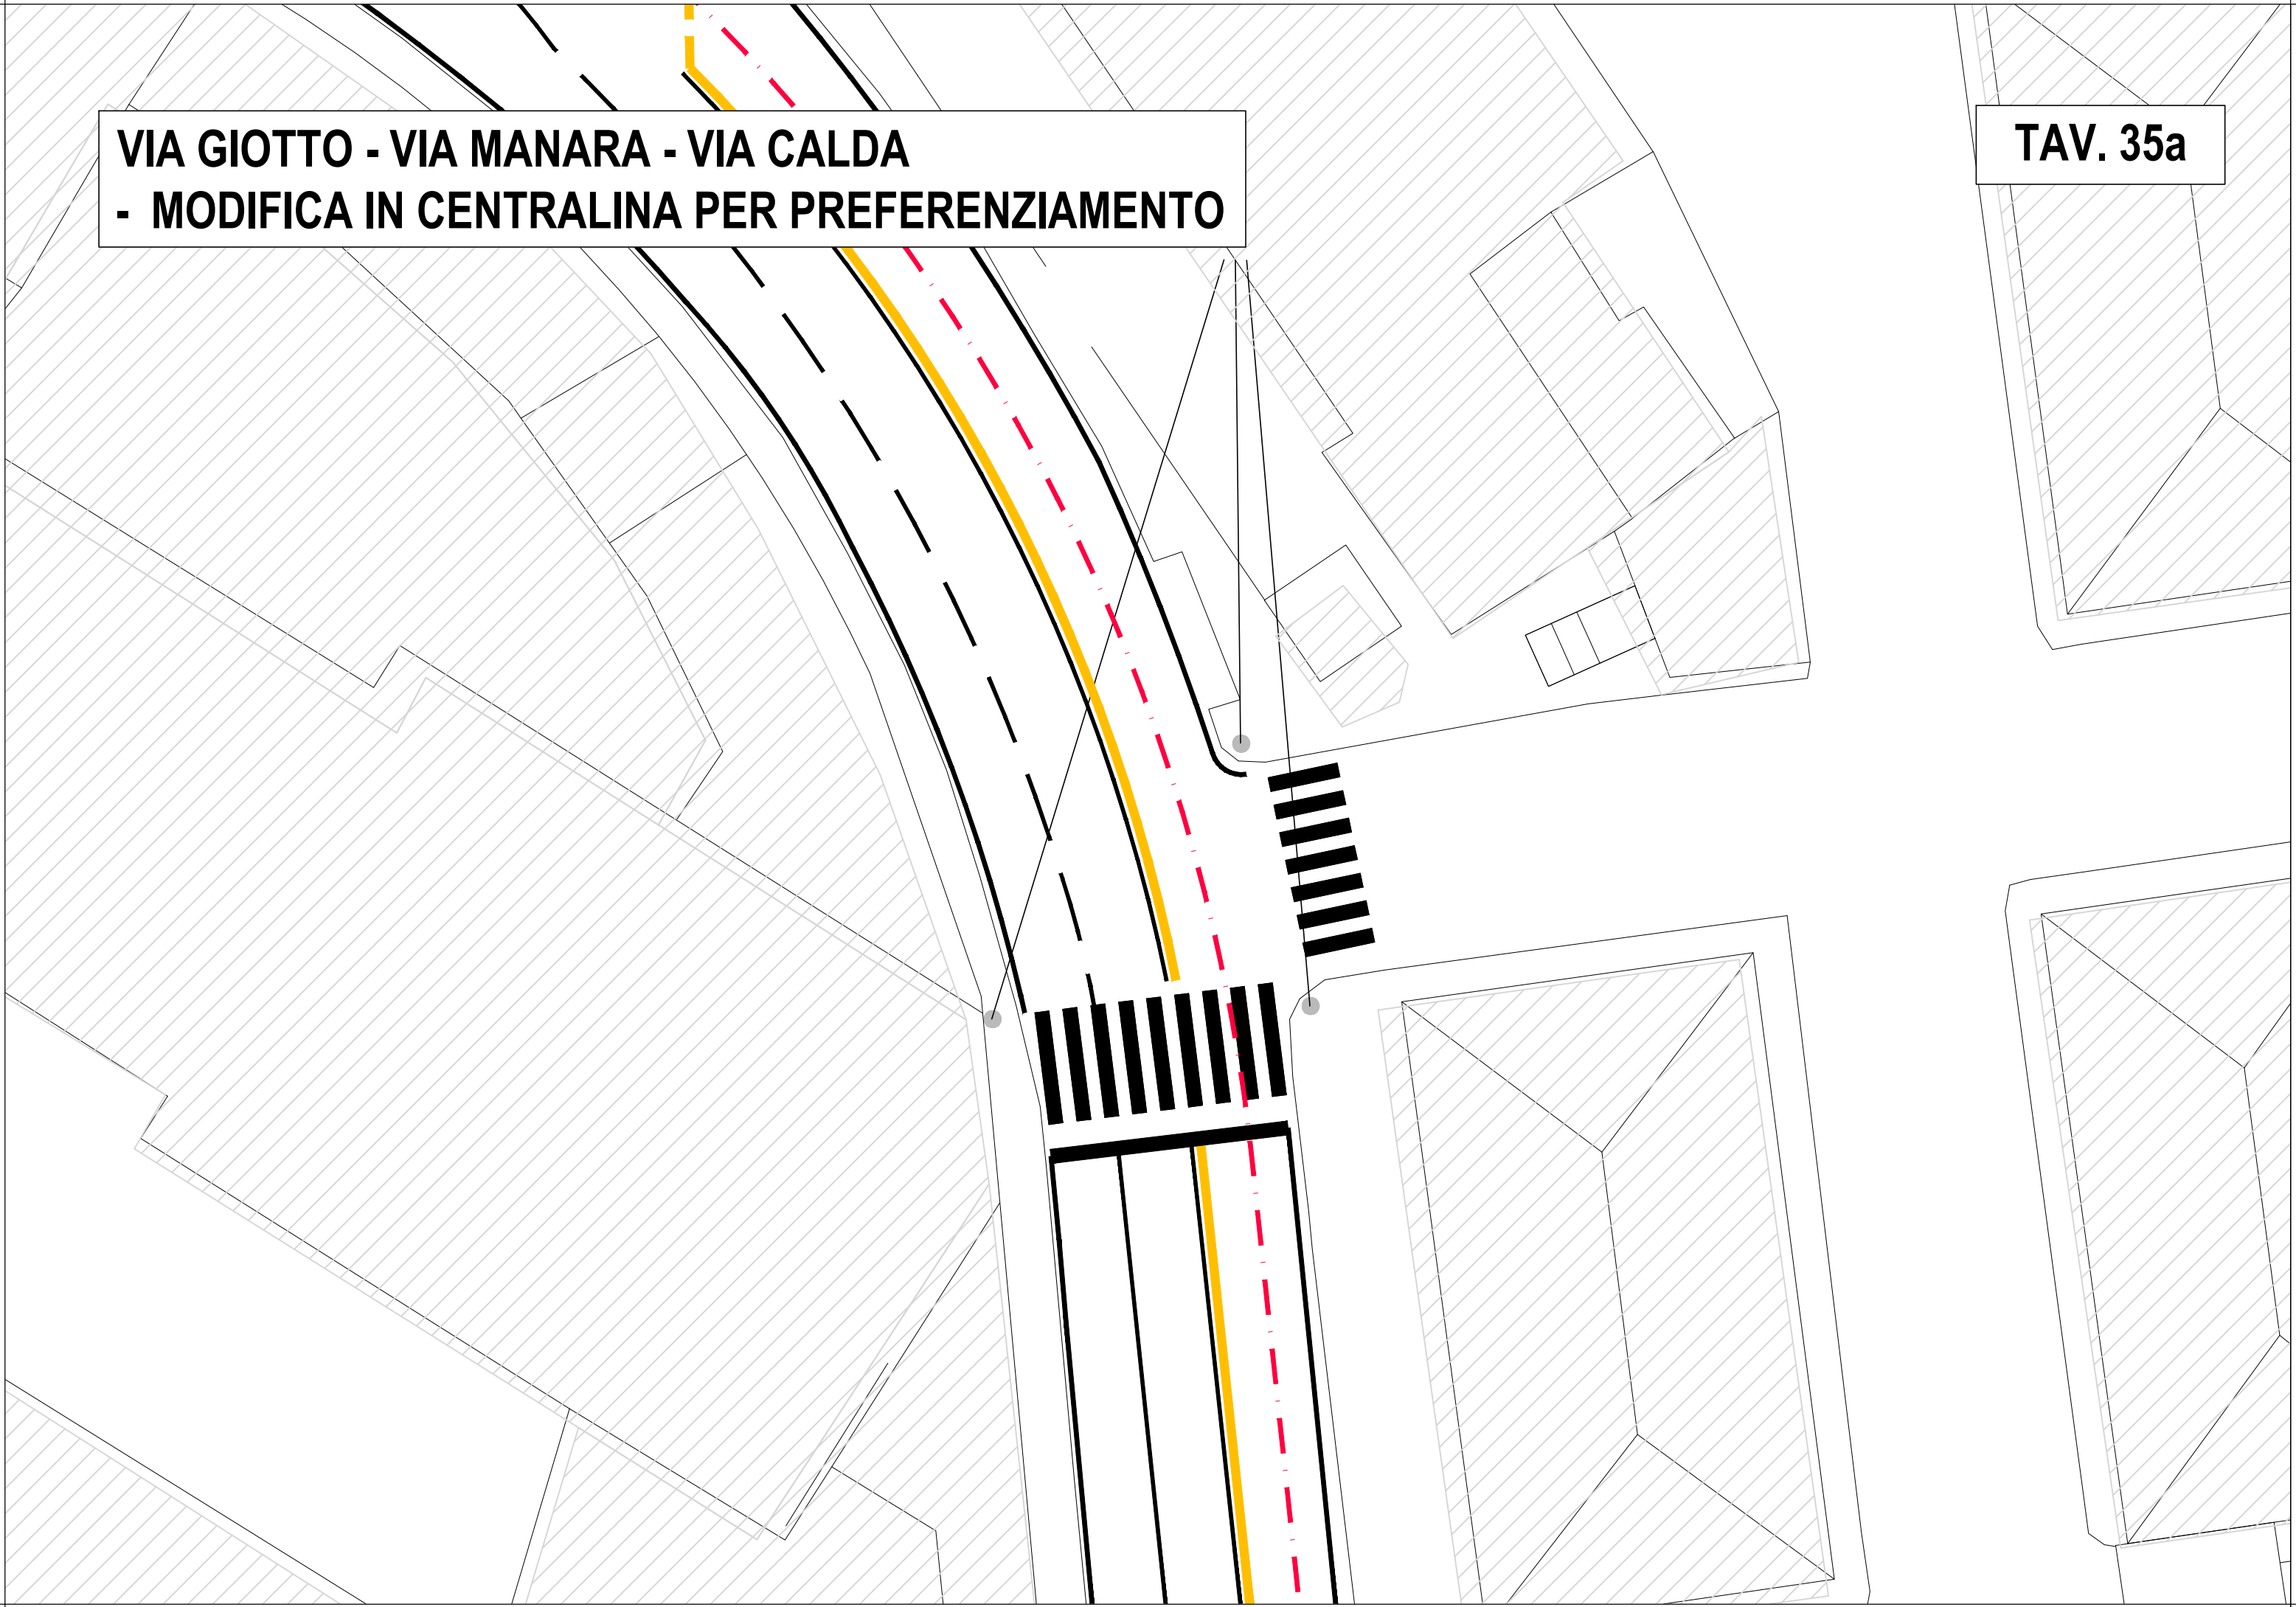 VIA GIOTTO - VIA MANARA - VIA CALDA
- MODIFICA IN CENTRALINA PER PREFERENZIAMENTO
TAV. 35a